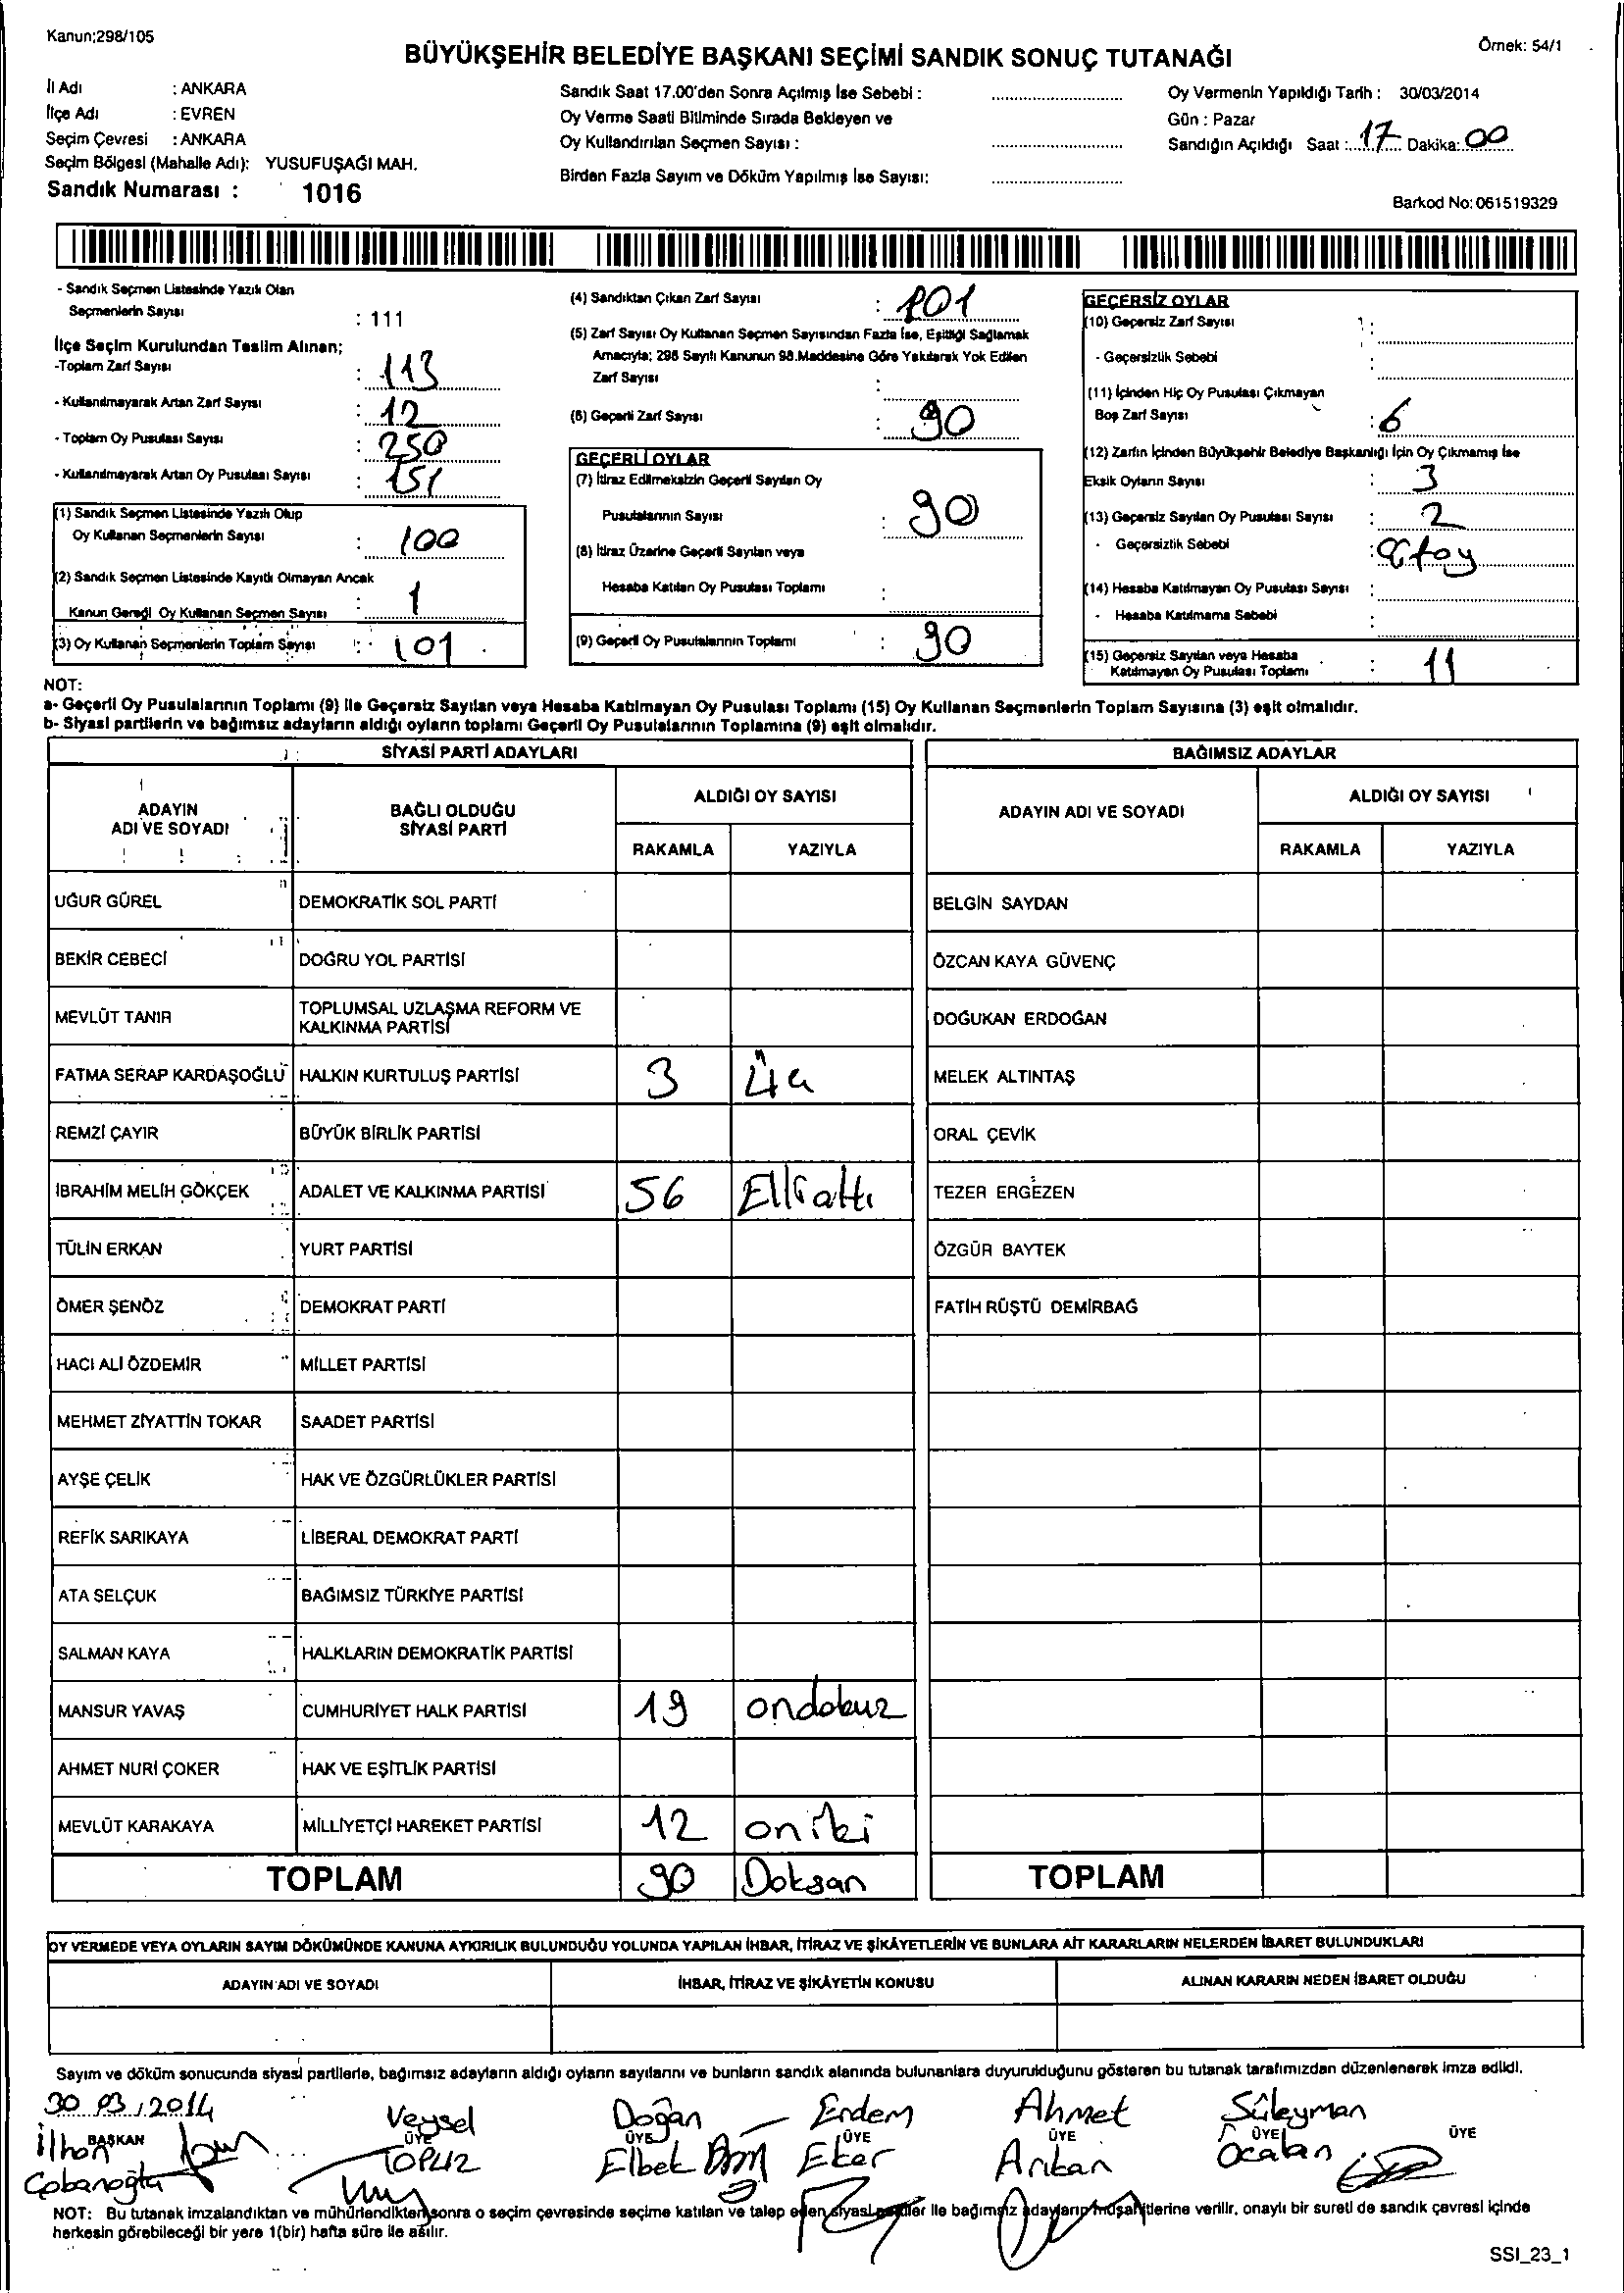 Kanun;298/105
Örnek: 54/1
BÜYÜKŞEHİR BELEDİYE BAŞKANI SEÇİMİ SANDIK SONUÇ TUTANAĞI
İl Adı : ANKARA
İlçe Adı : EVREN
Seçim Çevresi : ANKARA
Seçim Bölgesi (Mahalle Adı): YUSUFUŞAĞI MAH.
Sandık Numarası : 1016
Sandık Saat 17.00'den Sonra Açılmış İse Sebebi :
Oy Verme Saati Bitiminde Sırada Bekleyen ve
Oy Kullandırılan Seçmen Sayısı :
Birden Fazla Sayım ve Döküm Yapılmış İse Sayısı:
Oy Vermenin Yapıldığı Tarih : 30/03/2014
Gün : Pazar
Sandığın Açıldığı Saat : 17 Dakika: 00
Barkod No: 061519329
- Sandık Seçmen Listesinde Yazılı Olan
Seçmenlerin Sayısı : 111
İlçe Seçim Kurulundan Teslim Alınan;
-Toplam Zarf Sayısı : 113
- Kullanılmayarak Artan Zarf Sayısı : 12
- Toplam Oy Pusulası Sayısı : 250
- Kullanılmayarak Artan Oy Pusulası Sayısı : 151
(1) Sandık Seçmen Listesinde Yazılı Olup
Oy Kullanan Seçmenlerin Sayısı : 100
(2) Sandık Seçmen Listesinde Kayıtlı Olmayan Ancak
Kanun Gereği Oy Kullanan Seçmen Sayısı : 1
(3) Oy Kullanan Seçmenlerin Toplam Sayısı : 101
(4) Sandıktan Çıkan Zarf Sayısı : 101
(5) Zarf Sayısı Oy Kullanan Seçmen Sayısından Fazla İse, Eşitliği Sağlamak
Amacıyla; 298 Sayılı Kanunun 98.Maddesine Göre Yakılarak Yok Edilen
Zarf Sayısı :
(6) Geçerli Zarf Sayısı : 90
GEÇERLİ OYLAR
(7) İtiraz Edilmeksizin Geçerli Sayılan Oy
Pusulalarının Sayısı : 90
(8) İtiraz Üzerine Geçerli Sayılan veya
Hesaba Katılan Oy Pusulası Toplamı :
(9) Geçerli Oy Pusulalarının Toplamı : 90
GEÇERSİZ OYLAR
(10) Geçersiz Zarf Sayısı :
- Geçersizlik Sebebi :
(11) İçinden Hiç Oy Pusulası Çıkmayan
Boş Zarf Sayısı : 6
(12) Zarfın İçinden Büyükşehir Belediye Başkanlığı İçin Oy Çıkmamış İse
Eksik Oyların Sayısı : 3
(13) Geçersiz Sayılan Oy Pusulası Sayısı : 2
- Geçersizlik Sebebi : Çift oy
(14) Hesaba Katılmayan Oy Pusulası Sayısı :
- Hesaba Katılmama Sebebi :
(15) Geçersiz Sayılan veya Hesaba
Katılmayan Oy Pusulası Toplamı : 11
NOT:
a- Geçerli Oy Pusulalarının Toplamı (9) ile Geçersiz Sayılan veya Hesaba Katılmayan Oy Pusulası Toplamı (15) Oy Kullanan Seçmenlerin Toplam Sayısına (3) eşit olmalıdır.
b- Siyasi partilerin ve bağımsız adayların aldığı oyların toplamı Geçerli Oy Pusulalarının Toplamına (9) eşit olmalıdır.
SİYASİ PARTİ ADAYLARI
ADAYIN ADI VE SOYADI
BAĞLI OLDUĞU SİYASİ PARTİ
ALDIĞI OY SAYISI
RAKAMLA YAZIYLA
UĞUR GÜREL DEMOKRATİK SOL PARTİ
BEKİR CEBECİ DOĞRU YOL PARTİSİ
MEVLÜT TANIR TOPLUMSAL UZLAŞMA REFORM VE
KALKINMA PARTİSİ
FATMA SERAP KARDAŞOĞLU HALKIN KURTULUŞ PARTİSİ 3 Üç
REMZİ ÇAYIR BÜYÜK BİRLİK PARTİSİ
İBRAHİM MELİH GÖKÇEK ADALET VE KALKINMA PARTİSİ 56 Elli altı
TÜLİN ERKAN YURT PARTİSİ
ÖMER ŞENÖZ DEMOKRAT PARTİ
HACI ALİ ÖZDEMİR MİLLET PARTİSİ
MEHMET ZİYATTİN TOKAR SAADET PARTİSİ
AYŞE ÇELİK HAK VE ÖZGÜRLÜKLER PARTİSİ
REFİK SARIKAYA LİBERAL DEMOKRAT PARTİ
ATA SELÇUK BAĞIMSIZ TÜRKİYE PARTİSİ
SALMAN KAYA HALKLARIN DEMOKRATİK PARTİSİ
MANSUR YAVAŞ CUMHURİYET HALK PARTİSİ 19 ondokuz
AHMET NURİ ÇOKER HAK VE EŞİTLİK PARTİSİ
MEVLÜT KARAKAYA MİLLİYETÇİ HAREKET PARTİSİ 12 oniki
TOPLAM 90 Doksan
BAĞIMSIZ ADAYLAR
ADAYIN ADI VE SOYADI
ALDIĞI OY SAYISI
RAKAMLA YAZIYLA
BELGİN SAYDAN
ÖZCAN KAYA GÜVENÇ
DOĞUKAN ERDOĞAN
MELEK ALTINTAŞ
ORAL ÇEVİK
TEZER ERGEZEN
ÖZGÜR BAYTEK
FATİH RÜŞTÜ DEMİRBAĞ
TOPLAM
OY VERMEDE VEYA OYLARIN SAYIM DÖKÜMÜNDE KANUNA AYKIRILIK BULUNDUĞU YOLUNDA YAPILAN İHBAR, İTİRAZ VE ŞİKÂYETLERİN VE BUNLARA AİT KARARLARIN NELERDEN İBARET BULUNDUKLARI
ADAYIN ADI VE SOYADI İHBAR, İTİRAZ VE ŞİKÂYETİN KONUSU ALINAN KARARIN NEDEN İBARET OLDUĞU
Sayım ve döküm sonucunda siyasi partilerle, bağımsız adayların aldığı oyların sayılarını ve bunların sandık alanında bulunanlara duyurulduğunu gösteren bu tutanak tarafımızdan düzenlenerek imza edildi.
30.03.2014 Veysel Doğan Erdem Ahmet Süleyman
BAŞKAN ÜYE ÜYE ÜYE ÜYE ÜYE ÜYE
İlhan Çobanoğlu TOPUZ Elbek Eker Arıkan Öcalan
NOT: Bu tutanak imzalandıktan ve mühürlendikten sonra o seçim çevresinde seçime katılan ve talep eden siyasi partiler ile bağımsız adayların müşahitlerine verilir, onaylı bir sureti de sandık çevresi içinde
herkesin görebileceği bir yere 1(bir) hafta süre ile asılır.
SSI_23_1